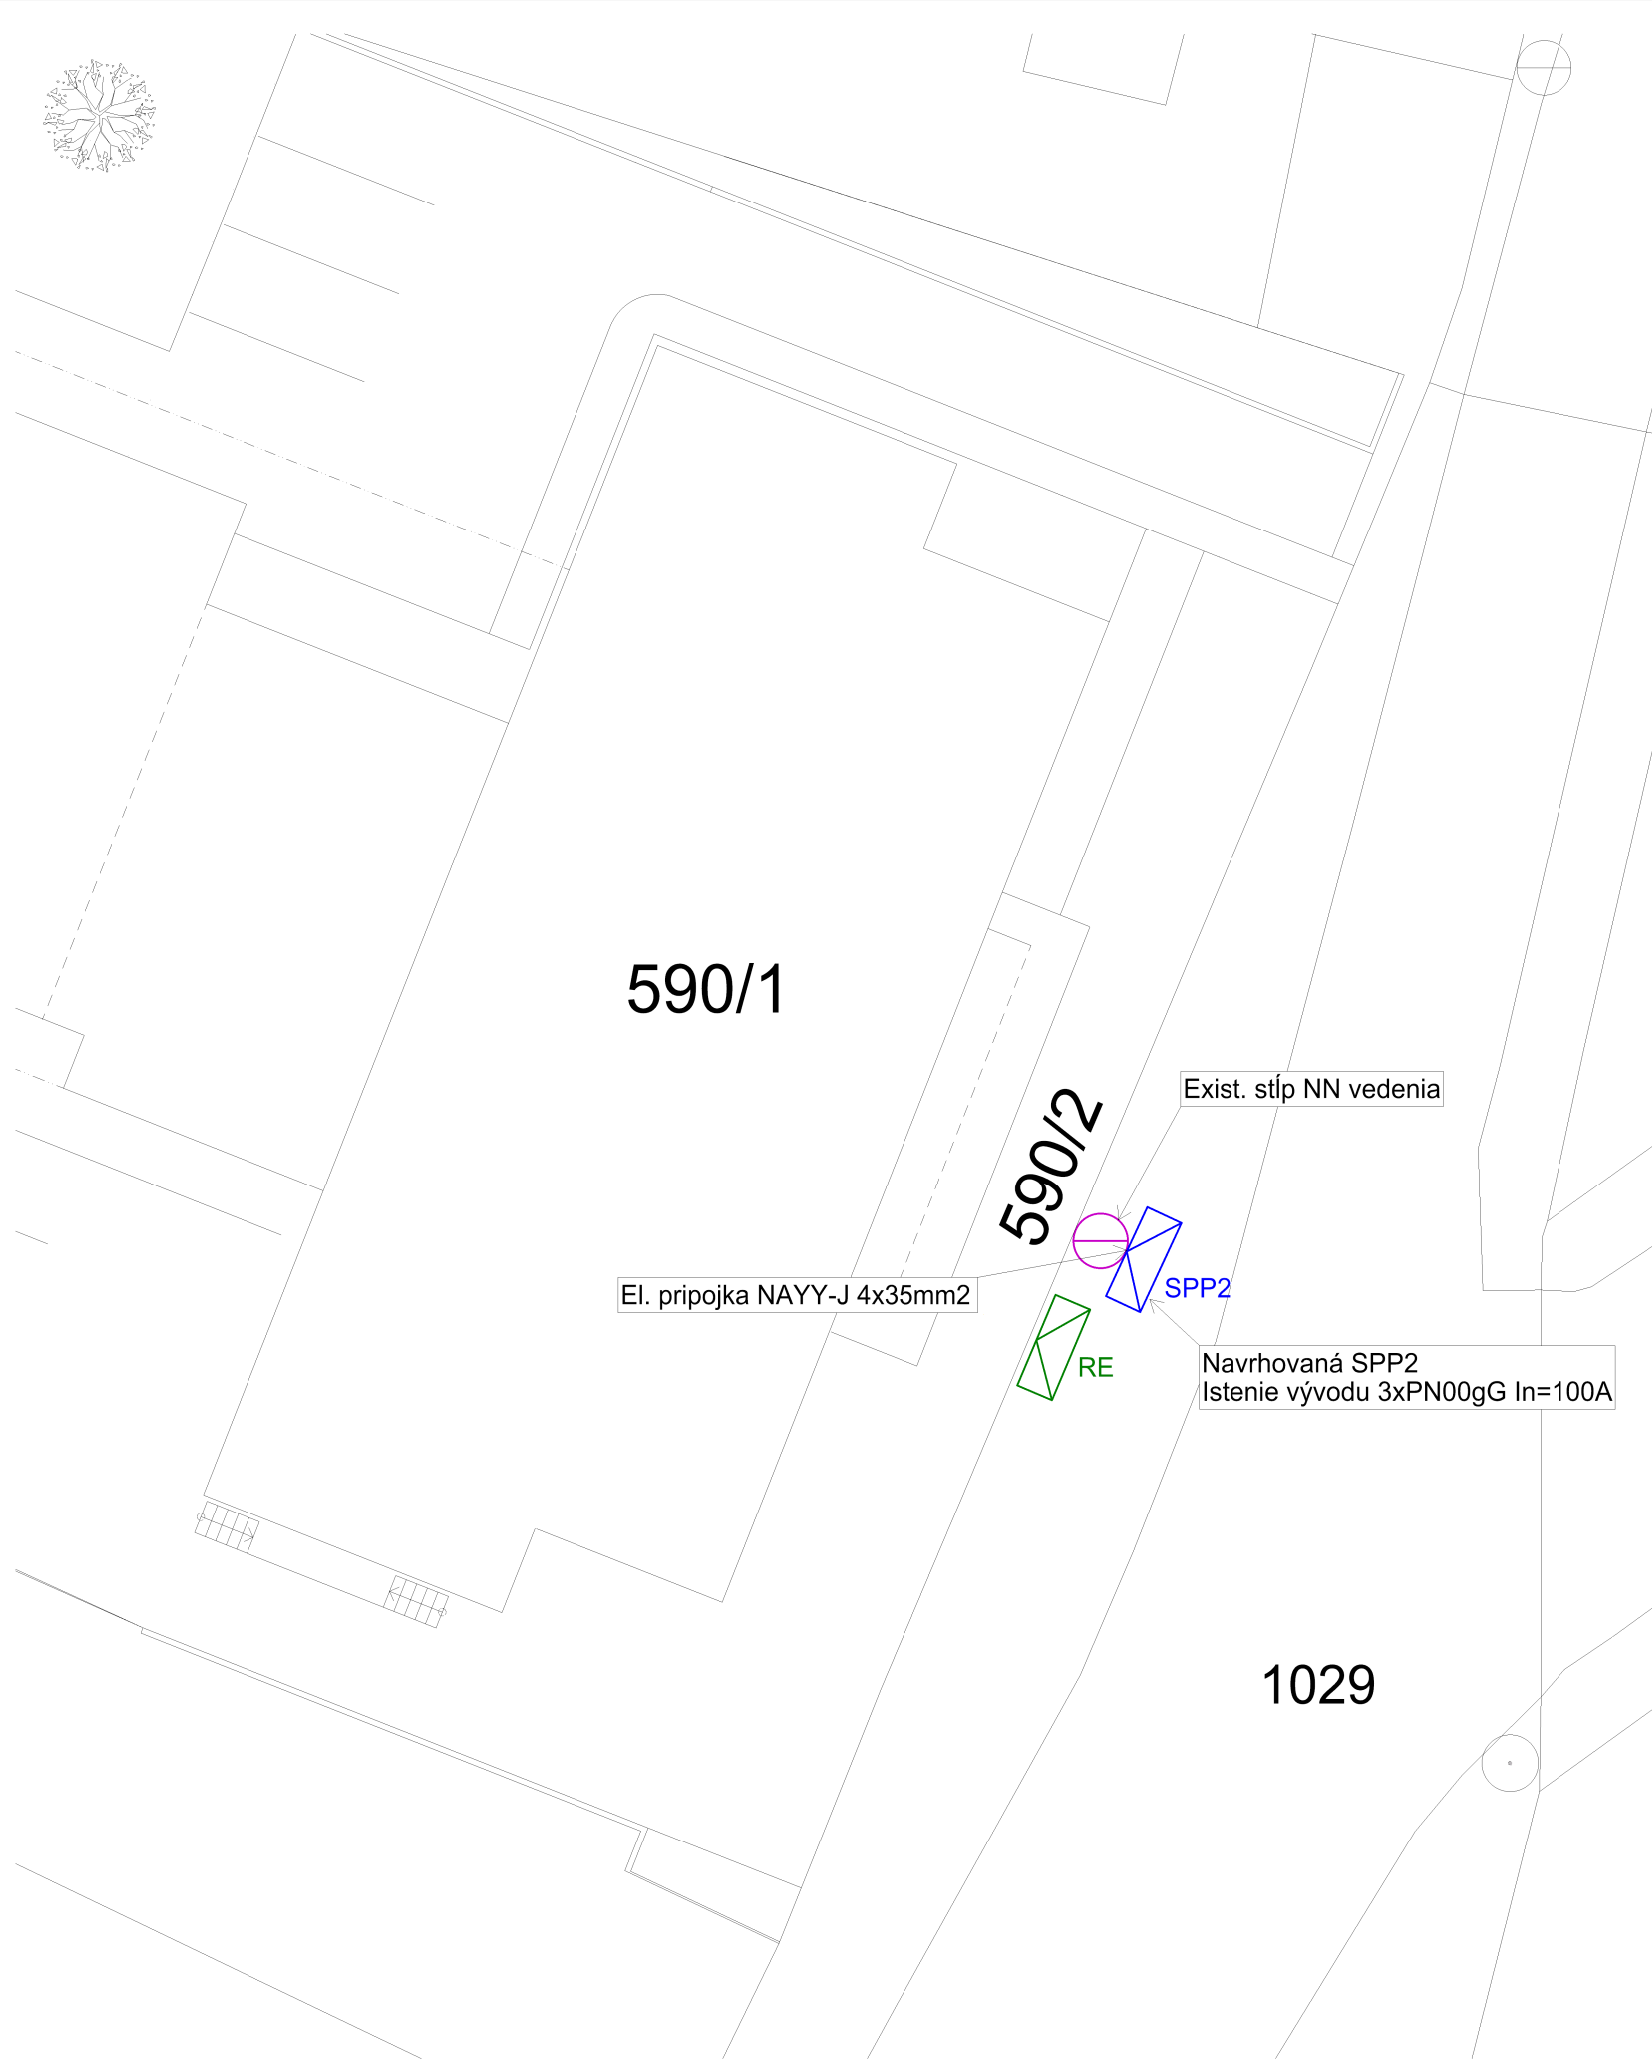 590/1
590/2
Exist. stĺp NN vedenia
El. pripojka NAYY-J 4x35mm2
SPP2
RE
Navrhovaná SPP2
Istenie vývodu 3xPN00gG In=100A
1029